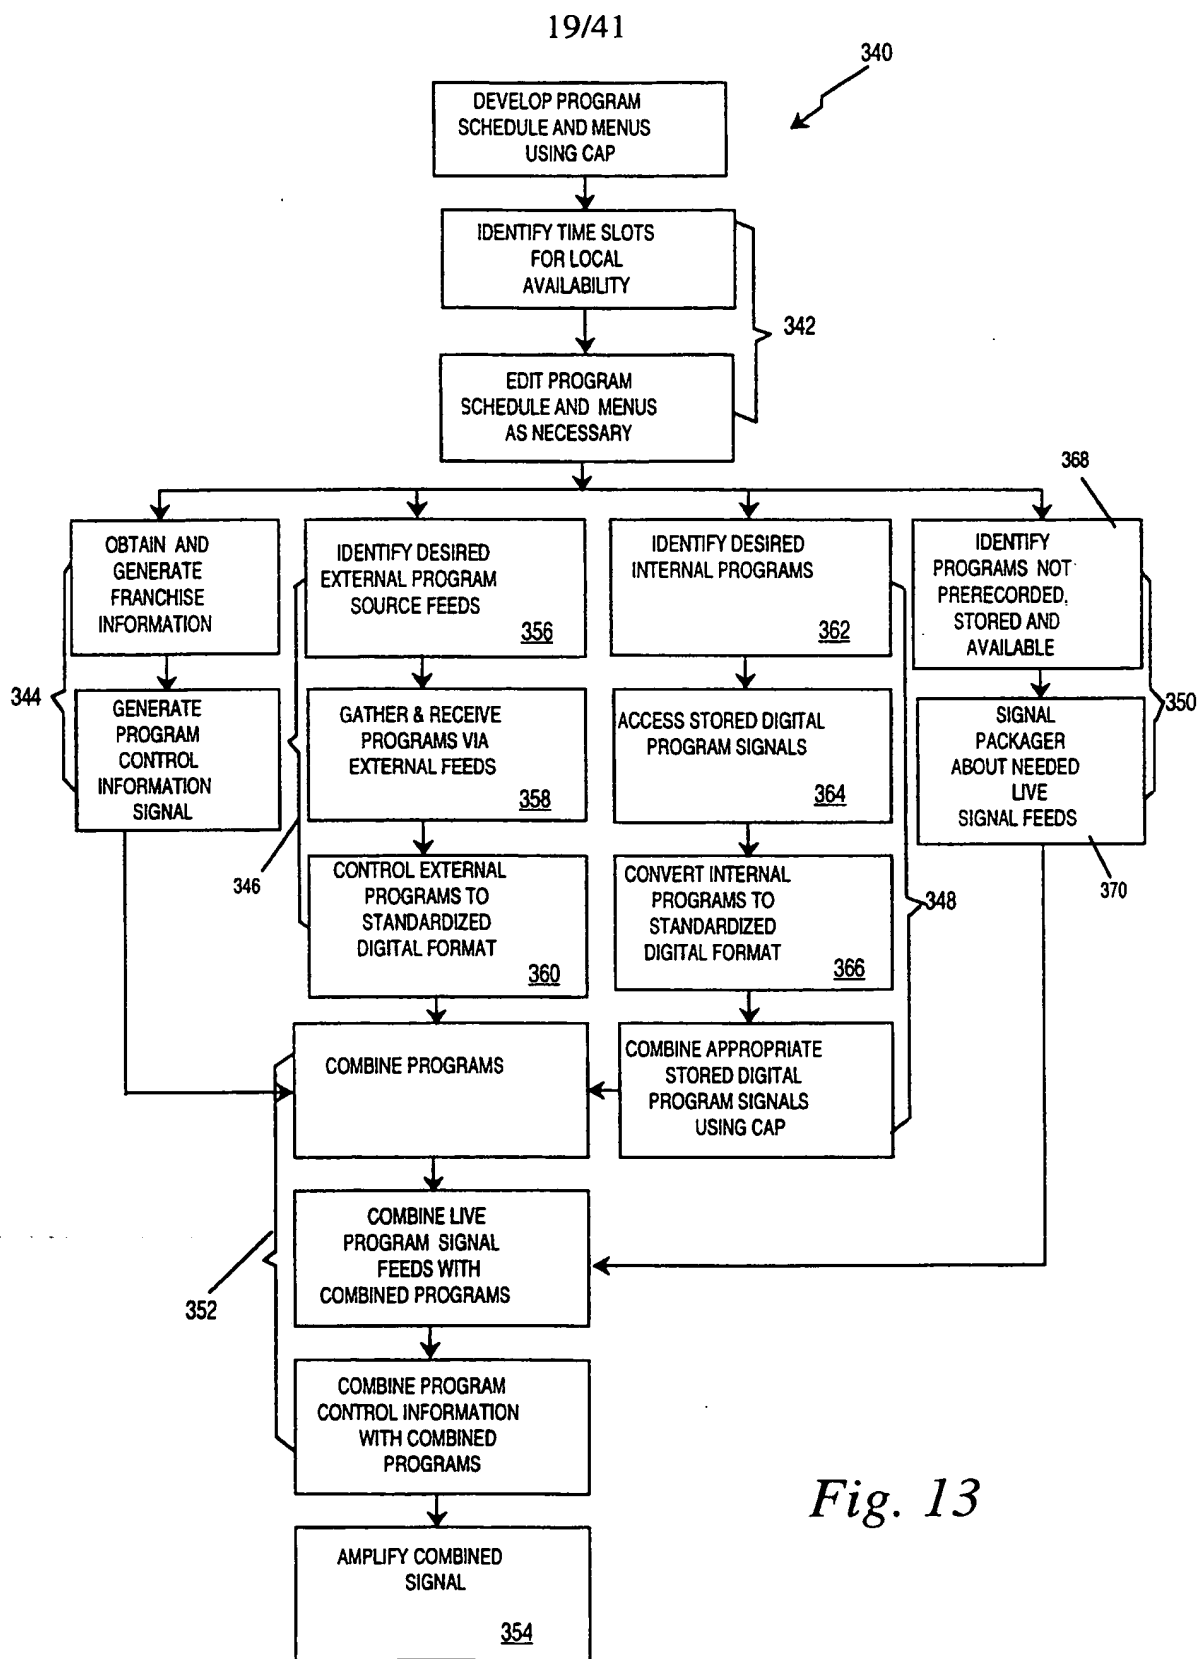 19/41
340
DEVELOP PROGRAM
SCHEDULE AND MENUS
USING CAP
IDENTIFY TIME SLOTS
FOR LOCAL
AVAILABILITY
342
EDIT PROGRAM
SCHEDULE AND MENUS
AS NECESSARY
368
OBTAIN AND
GENERATE
FRANCHISE
INFORMATION
IDENTIFY DESIRED
EXTERNAL PROGRAM
SOURCE FEEDS
356
IDENTIFY DESIRED
INTERNAL PROGRAMS
362
IDENTIFY
PROGRAMS NOT
PRERECORDED,
STORED AND
AVAILABLE
344
350
GENERATE
PROGRAM
CONTROL
INFORMATION
SIGNAL
GATHER & RECEIVE
PROGRAMS VIA
EXTERNAL FEEDS
358
ACCESS STORED DIGITAL
PROGRAM SIGNALS
364
SIGNAL
PACKAGER
ABOUT NEEDED
LIVE
SIGNAL FEEDS
346
370
CONTROL EXTERNAL
PROGRAMS TO
STANDARDIZED
DIGITAL FORMAT
360
CONVERT INTERNAL
PROGRAMS TO
STANDARDIZED
DIGITAL FORMAT
366
348
COMBINE PROGRAMS
COMBINE APPROPRIATE
STORED DIGITAL
PROGRAM SIGNALS
USING CAP
COMBINE LIVE
PROGRAM SIGNAL
FEEDS WITH
COMBINED PROGRAMS
352
COMBINE PROGRAM
CONTROL INFORMATION
WITH COMBINED
PROGRAMS
AMPLIFY COMBINED
SIGNAL
354
Fig. 13